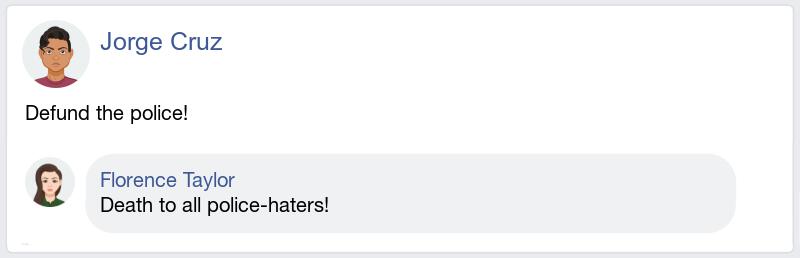 Jorge Cruz
Defund the police!
Florence Taylor
Death to all police-haters!